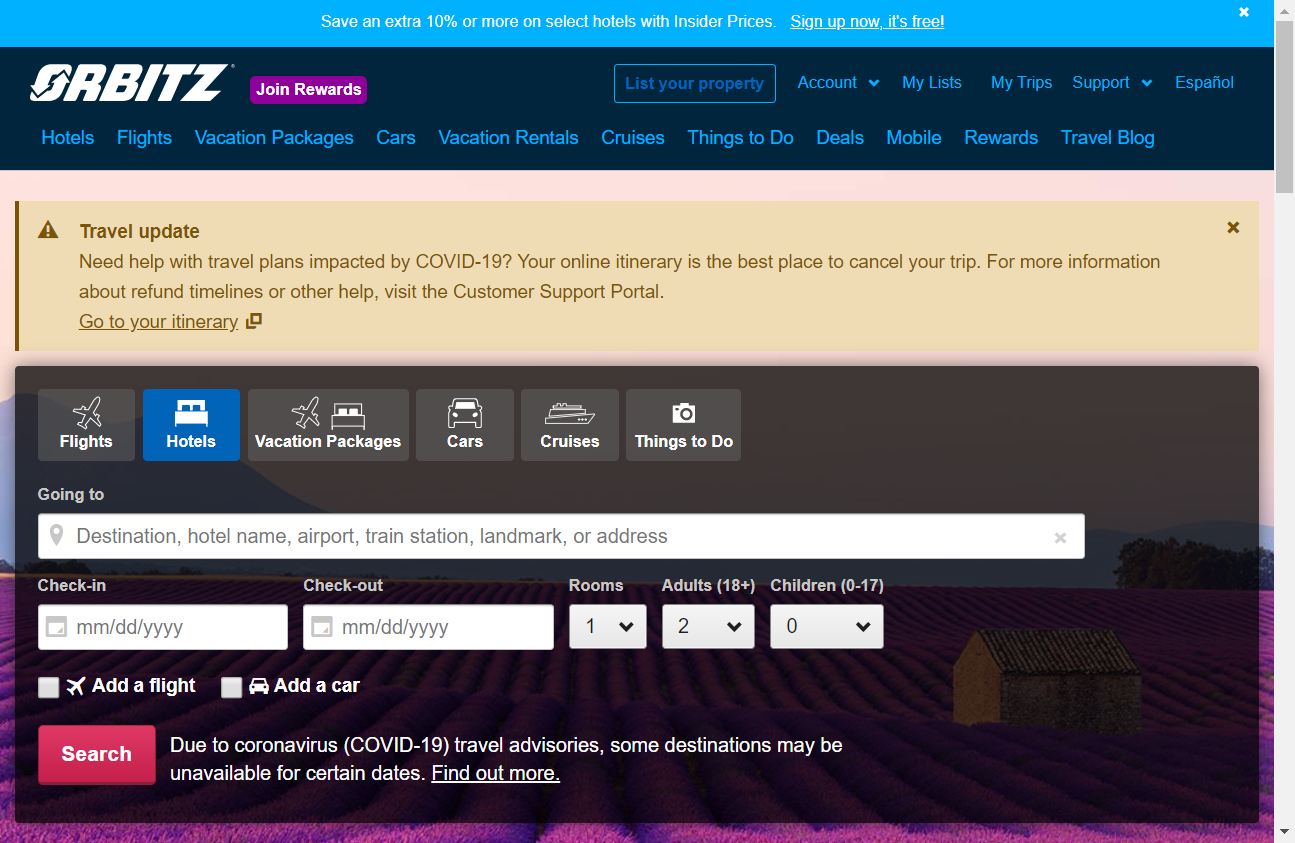 Save an extra 10% or more on select hotels with Insider Prices. Sign up now, it's free!
ORBITZ Join Rewards List your property Account My Lists My Trips Support Español
Hotels Flights Vacation Packages Cars Vacation Rentals Cruises Things to Do Deals Mobile Rewards Travel Blog
Travel update
Need help with travel plans impacted by COVID-19? Your online itinerary is the best place to cancel your trip. For more information
about refund timelines or other help, visit the Customer Support Portal.
Go to your itinerary
Flights Hotels Vacation Packages Cars Cruises Things to Do
Going to
Destination, hotel name, airport, train station, landmark, or address
Check-in Check-out Rooms Adults (18+) Children (0-17)
mm/dd/yyyy mm/dd/yyyy 1 2 0
Add a flight Add a car
Search
Due to coronavirus (COVID-19) travel advisories, some destinations may be
unavailable for certain dates. Find out more.